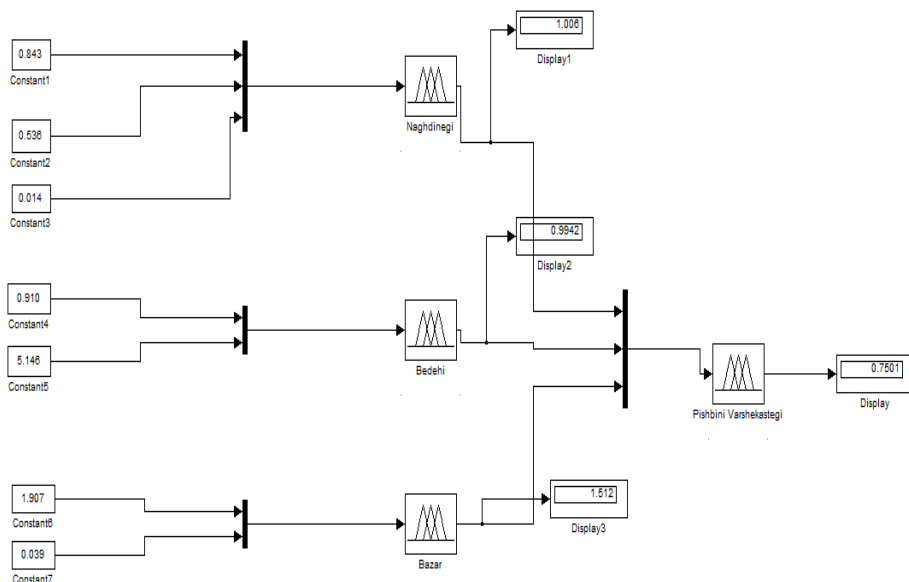 0.843
Constant1
0.536
Constant2
0.014
Constant3
Naghdinegi
1.006
Display1
0.9942
Display2
0.910
Constant4
5.146
Constant5
Bedehi
Pishbini Varshekastegi
0.7501
Display
1.907
Constant6
0.039
Constant7
Bazar
1.512
Display3